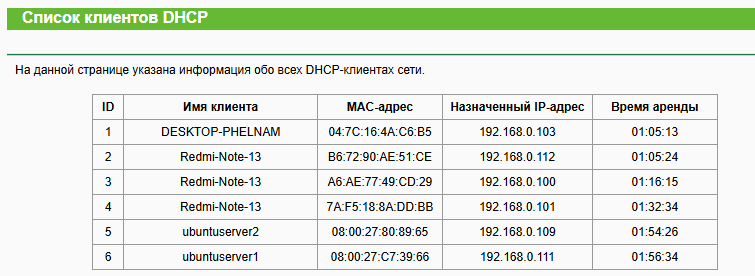 Список клиентов DHCP
На данной странице указана информация обо всех DHCP-клиентах сети.
ID Имя клиента MAC-адрес Назначенный IP-адрес Время аренды
1 DESKTOP-PHELNAM 04:7C:16:4A:C6:B5 192.168.0.103 01:05:13
2 Redmi-Note-13 B6:72:90:AE:51:CE 192.168.0.112 01:05:24
3 Redmi-Note-13 A6:AE:77:49:CD:29 192.168.0.100 01:16:15
4 Redmi-Note-13 7A:F5:18:8A:DD:BB 192.168.0.101 01:32:34
5 ubuntuserver2 08:00:27:80:89:65 192.168.0.109 01:54:26
6 ubuntuserver1 08:00:27:C7:39:66 192.168.0.111 01:56:34